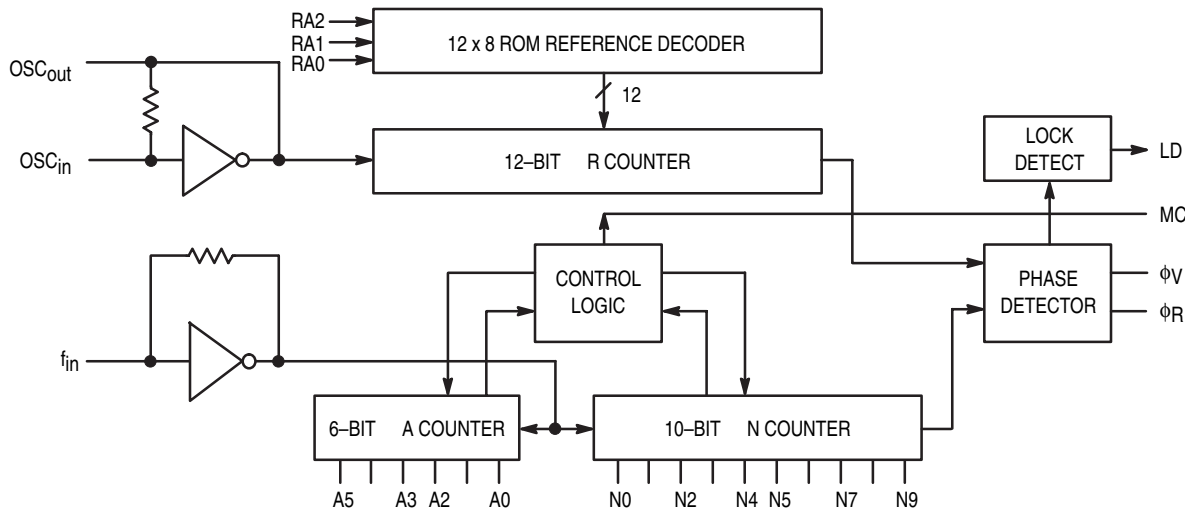 RA2
RA1
RA0
12 x 8 ROM REFERENCE DECODER
OSCout
12
OSCin
12–BIT R COUNTER
LOCK
DETECT
LD
MC
CONTROL
LOGIC
PHASE
DETECTOR
ϕV
ϕR
fin
6–BIT A COUNTER
10–BIT N COUNTER
A5 A3 A2 A0 N0 N2 N4 N5 N7 N9